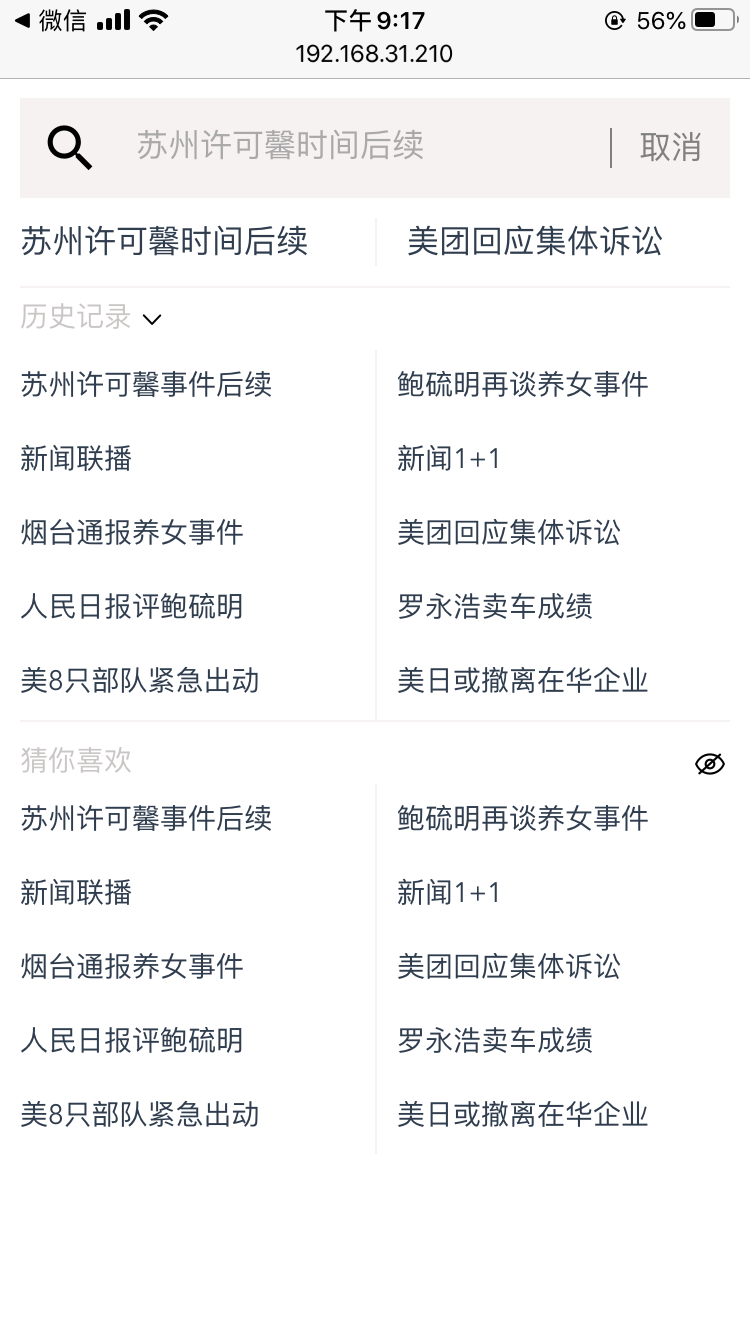 微信 下午9:17 56%
192.168.31.210
苏州许可馨时间后续 取消
苏州许可馨时间后续 美团回应集体诉讼
历史记录
苏州许可馨事件后续 鲍硫明再谈养女事件
新闻联播 新闻1+1
烟台通报养女事件 美团回应集体诉讼
人民日报评鲍硫明 罗永浩卖车成绩
美8只部队紧急出动 美日或撤离在华企业
猜你喜欢
苏州许可馨事件后续 鲍硫明再谈养女事件
新闻联播 新闻1+1
烟台通报养女事件 美团回应集体诉讼
人民日报评鲍硫明 罗永浩卖车成绩
美8只部队紧急出动 美日或撤离在华企业